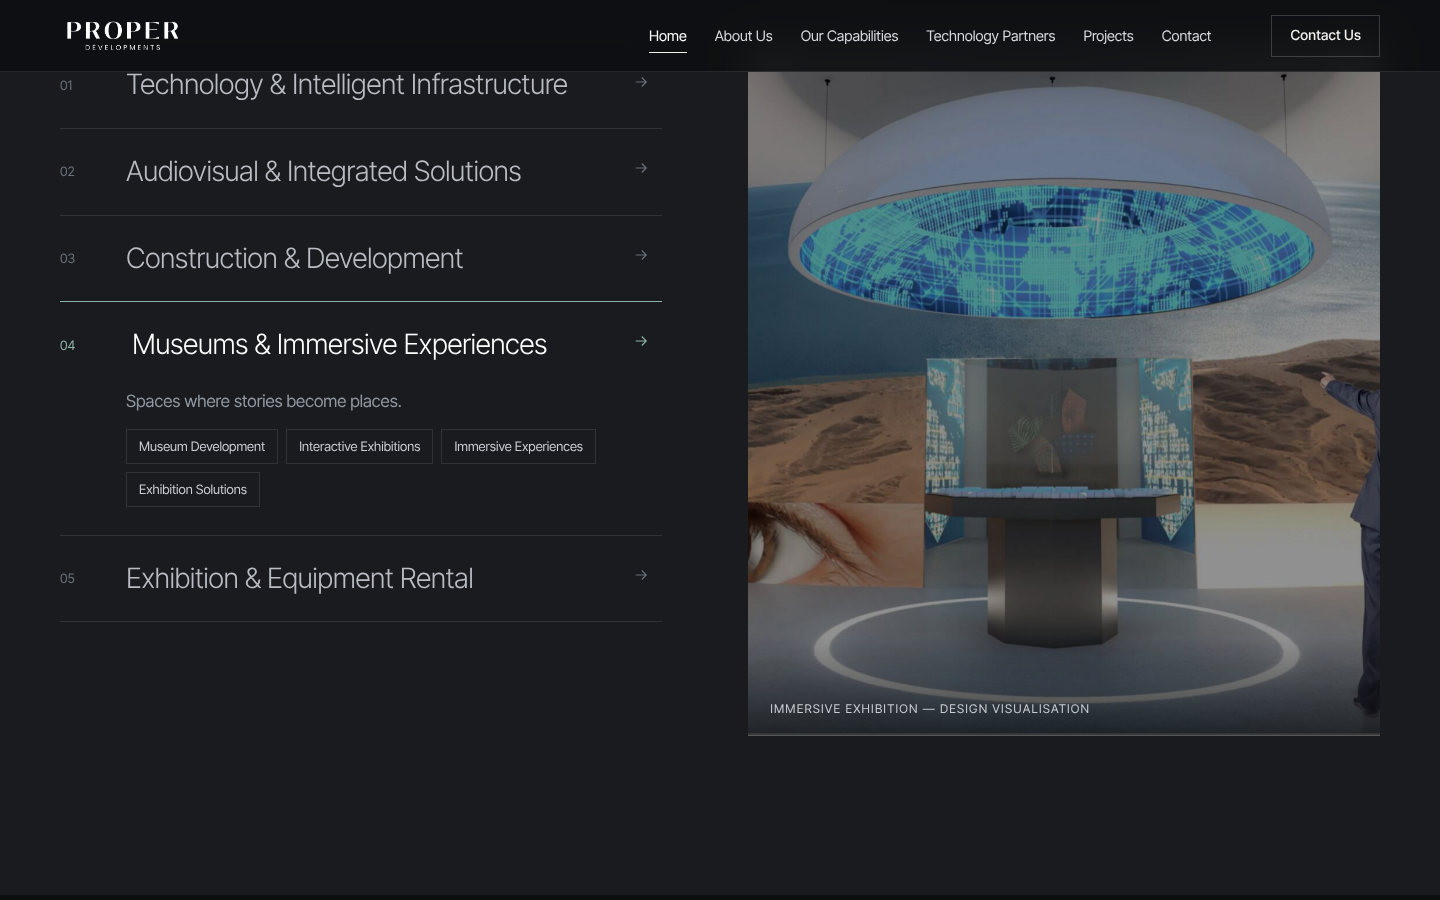 PROPER
DEVELOPMENTS
Home
About Us
Our Capabilities
Technology Partners
Projects
Contact
Contact Us
01
Technology & Intelligent Infrastructure
02
Audiovisual & Integrated Solutions
03
Construction & Development
04
Museums & Immersive Experiences
Spaces where stories become places.
Museum Development
Interactive Exhibitions
Immersive Experiences
Exhibition Solutions
05
Exhibition & Equipment Rental
IMMERSIVE EXHIBITION — DESIGN VISUALISATION